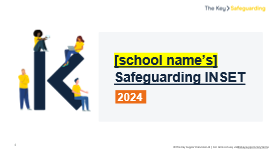 The Key Safeguarding
[school name's]
Safeguarding INSET
2024